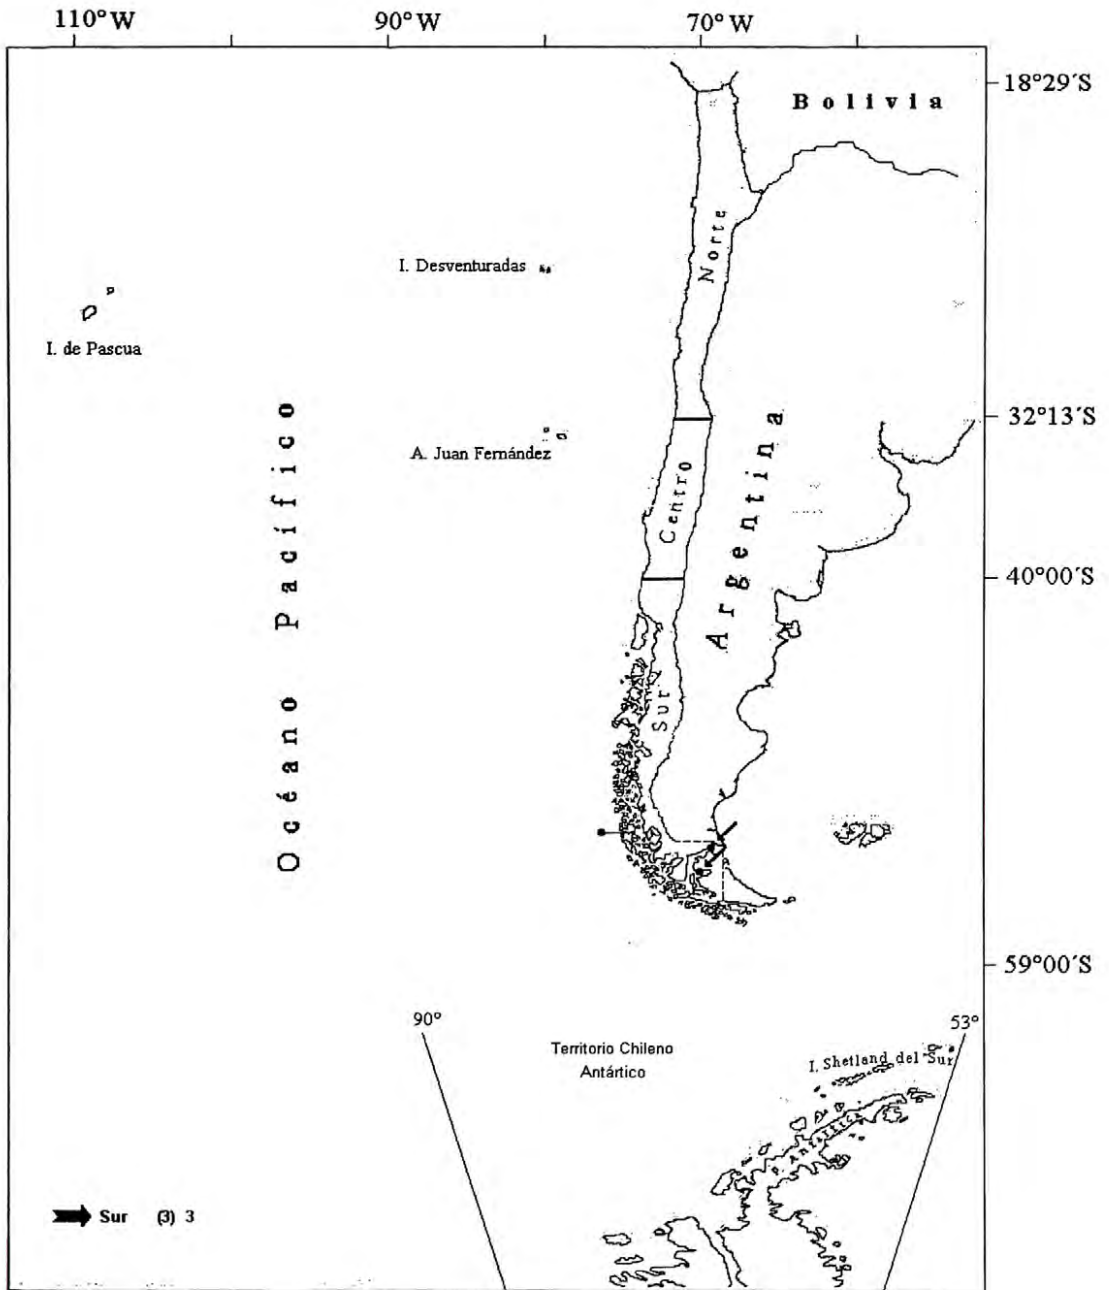 110°W 90°W 70°W
18°29´S
Bolivia
Norte
I. Desventuradas
I. de Pascua
32°13´S
A. Juan Fernández
Centro
Argentina
Océano Pacífico
40°00´S
Sur
59°00´S
90° 53°
Territorio Chileno
Antártico
I. Shetland del Sur
P. ANTÁRTICA
Sur (3) 3